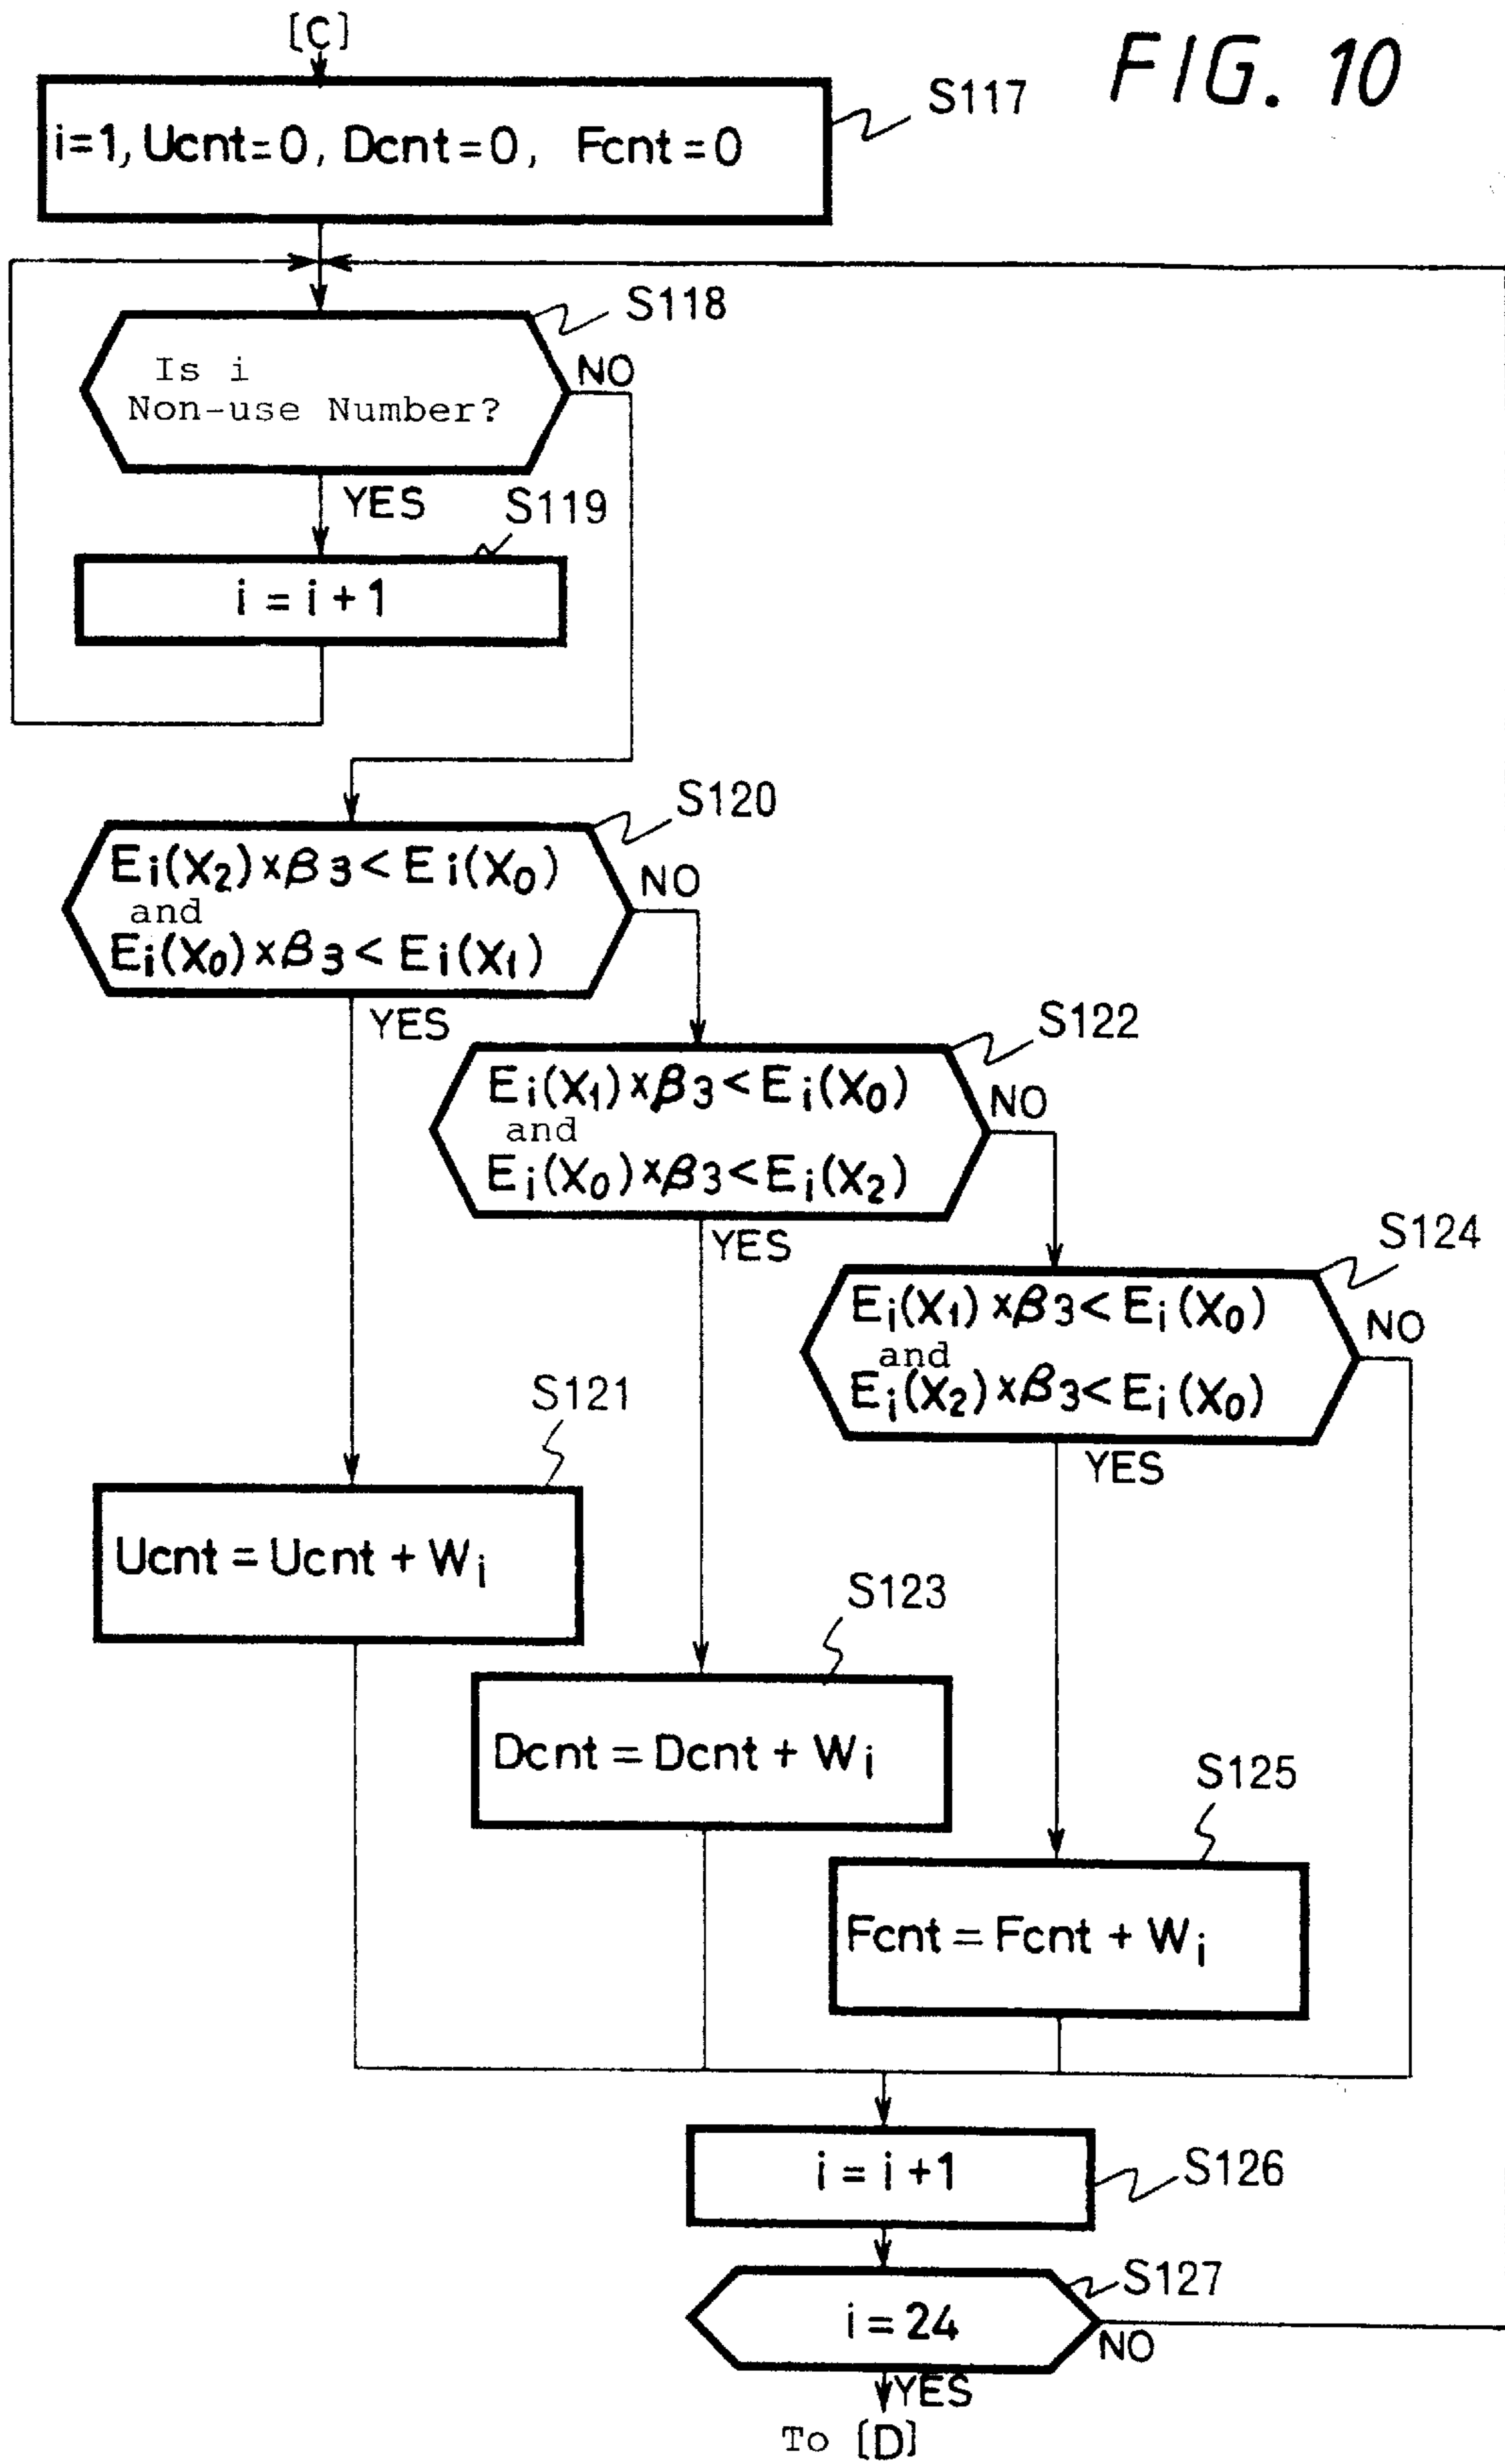 [C]
FIG. 10
S117
i=1, Ucnt=0, Dcnt=0, Fcnt=0
S118
Is i
Non-use Number?
NO
YES
S119
i = i + 1
S120
Ei(X2)×β3 < Ei(X0)
and
Ei(X0)×β3 < Ei(X1)
NO
YES
S122
Ei(X1)×β3 < Ei(X0)
and
Ei(X0)×β3 < Ei(X2)
NO
YES
S124
Ei(X1)×β3 < Ei(X0)
and
Ei(X2)×β3 < Ei(X0)
NO
YES
S121
Ucnt = Ucnt + Wi
S123
Dcnt = Dcnt + Wi
S125
Fcnt = Fcnt + Wi
i = i +1
S126
S127
i = 24
NO
YES
To [D]